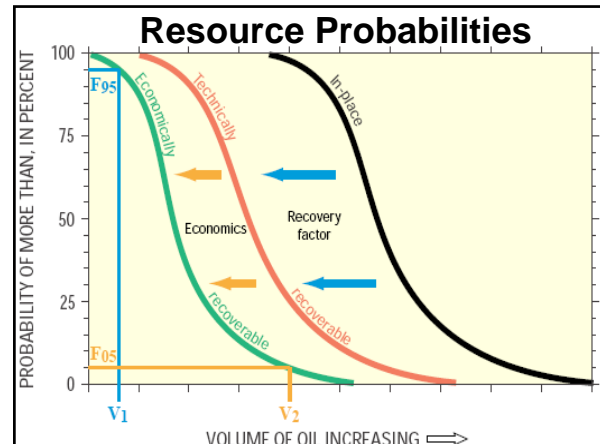 Resource Probabilities
PROBABILITY OF MORE THAN, IN PERCENT
100
75
50
25
0
F95
F05
Economically
recoverable
Technically
recoverable
In-place
Economics
Recovery
factor
V1
V2
VOLUME OF OIL INCREASING